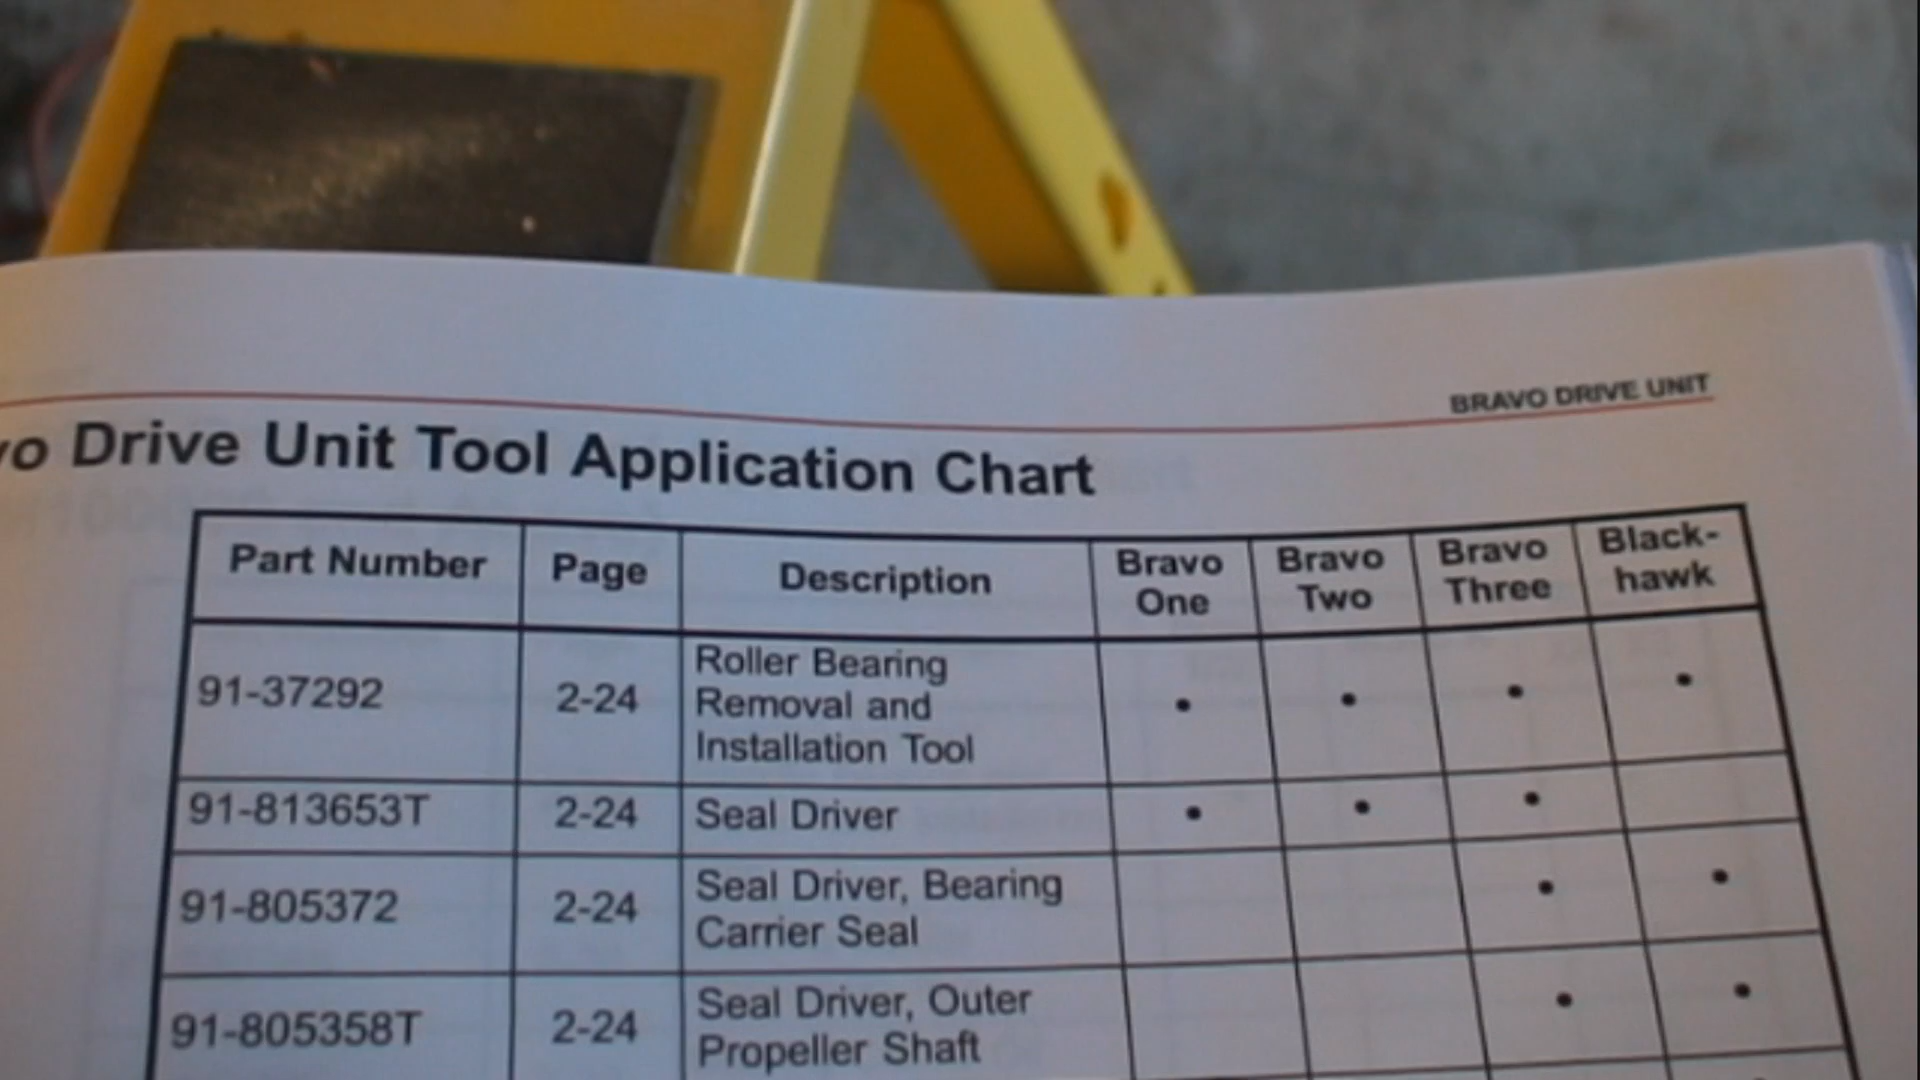 BRAVO DRIVE UNIT
Drive Unit Tool Application Chart
Part Number Page Description Bravo One Bravo Two Bravo Three Black-hawk
91-37292 2-24 Roller Bearing Removal and Installation Tool • • • •
91-813653T 2-24 Seal Driver • • •
91-805372 2-24 Seal Driver, Bearing Carrier Seal • •
91-805358T 2-24 Seal Driver, Outer Propeller Shaft • •